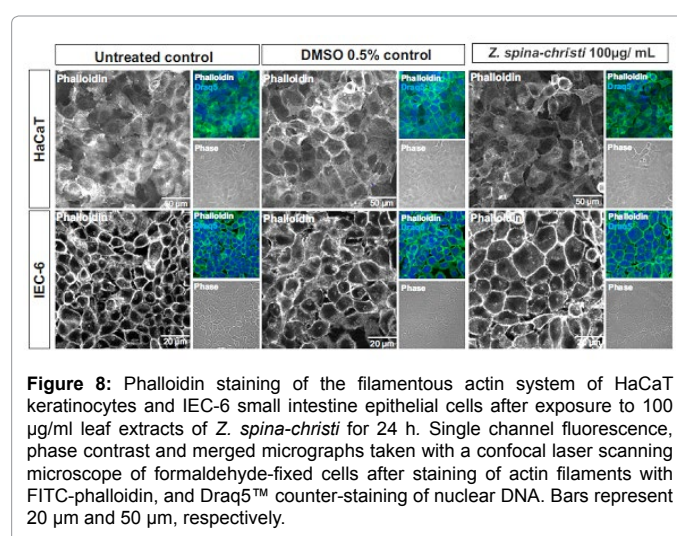 Untreated control
DMSO 0.5% control
Z. spina-christi 100µg/ mL
HaCaT
Phalloidin
Phalloidin
Draq5
Phase
50 µm
Phalloidin
Phalloidin
Draq5
Phase
50 µm
Phalloidin
Phalloidin
Draq5
Phase
50 µm
IEC-6
Phalloidin
Phalloidin
Draq5
Phase
20 µm
Phalloidin
Phalloidin
Draq5
Phase
20 µm
Phalloidin
Phalloidin
Draq5
Phase
20 µm
Figure 8: Phalloidin staining of the filamentous actin system of HaCaT
keratinocytes and IEC-6 small intestine epithelial cells after exposure to 100
µg/ml leaf extracts of Z. spina-christi for 24 h. Single channel fluorescence,
phase contrast and merged micrographs taken with a confocal laser scanning
microscope of formaldehyde-fixed cells after staining of actin filaments with
FITC-phalloidin, and Draq5™ counter-staining of nuclear DNA. Bars represent
20 µm and 50 µm, respectively.